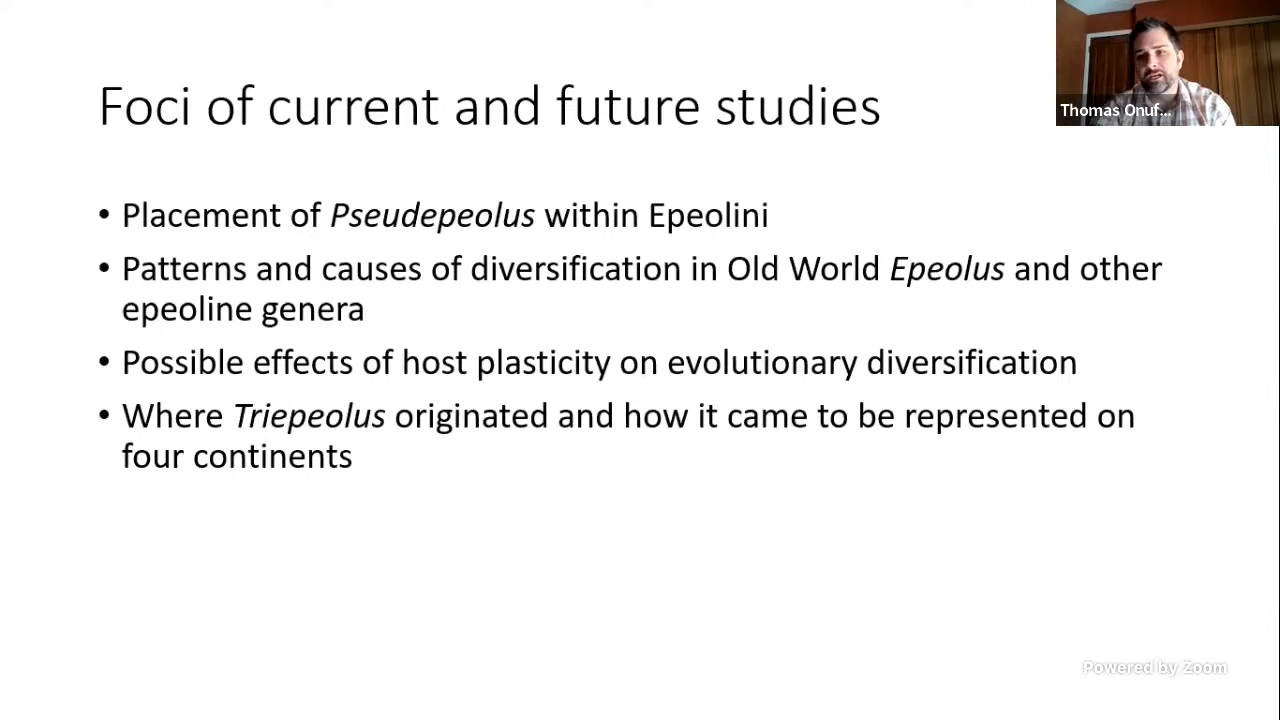 Foci of current and future studies
Thomas Onuf...
• Placement of Pseudepeolus within Epeolini
• Patterns and causes of diversification in Old World Epeolus and other
epeoline genera
• Possible effects of host plasticity on evolutionary diversification
• Where Triepeolus originated and how it came to be represented on
four continents
Powered by Zoom